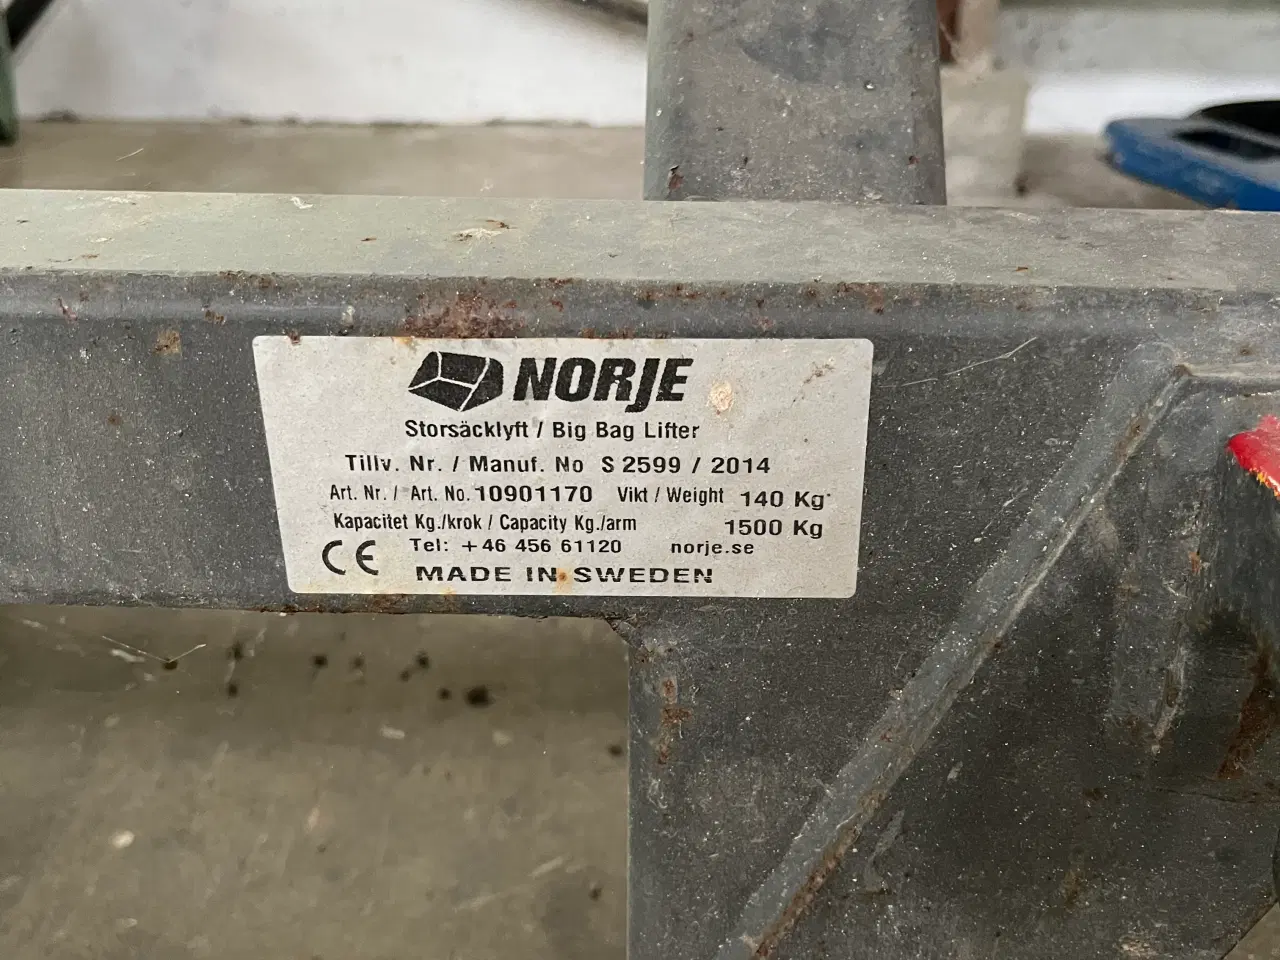 NORJE
Storsäcklyft / Big Bag Lifter
Tillv. Nr. / Manuf. No S 2599 / 2014
Art. Nr. / Art. No. 10901170 Vikt / Weight 140 Kg
Kapacitet Kg./krok / Capacity Kg./arm 1500 Kg
Tel: +46 456 61120 norje.se
CE MADE IN SWEDEN